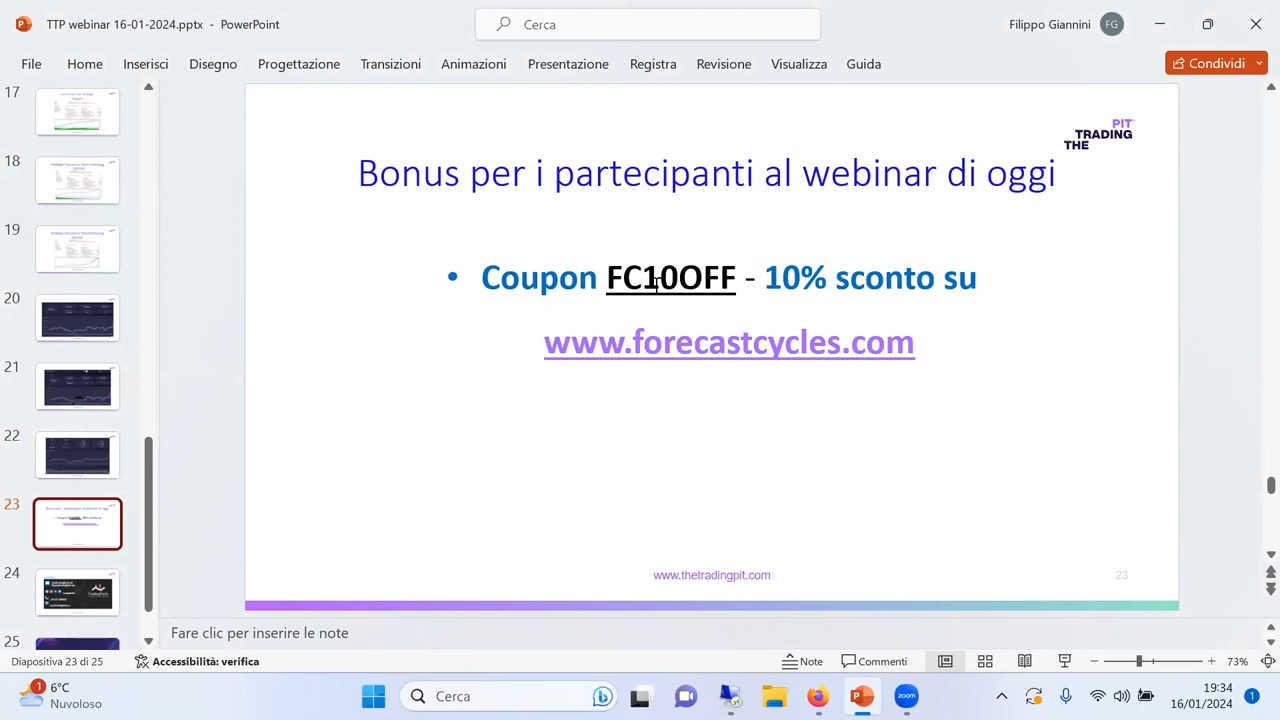 TTP webinar 16-01-2024.pptx - PowerPoint
Cerca
Filippo Giannini
FG
File Home Inserisci Disegno Progettazione Transizioni Animazioni Presentazione Registra Revisione Visualizza Guida
Condividi
17
18
19
20
21
22
23
25
PIT
TRADING
THE
Bonus per i partecipanti al webinar di oggi
• Coupon FC10OFF - 10% sconto su
www.forecastcycles.com
www.thetradingpit.com
23
Fare clic per inserire le note
Diapositiva 23 di 25
Accessibilità: verifica
Note
Commenti
73%
1
6°C
Nuvoloso
Cerca
zoom
19:34
16/01/2024
1